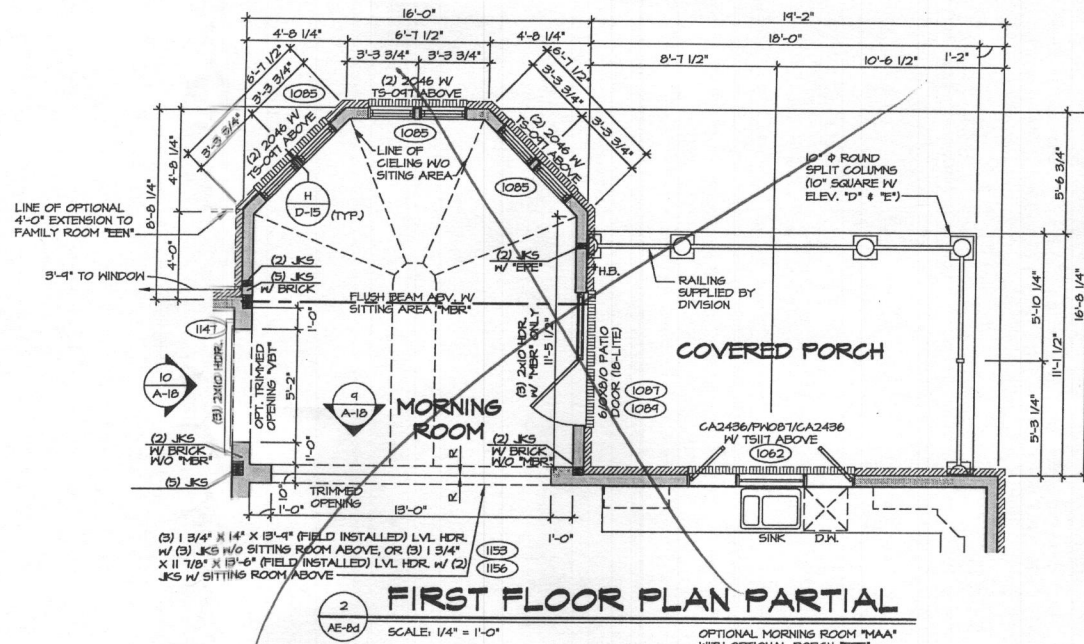 16'-0"
19'-2"
4'-8 1/4"
6'-7 1/2"
4'-8 1/4"
18'-0"
1'-2"
3'-3 3/4"
3'-3 3/4"
8'-7 1/2"
10'-6 1/2"
6'-7 1/2"
3'-3 3/4"
3'-3 3/4"
6'-7 1/2"
3'-3 3/4"
3'-3 3/4"
(2) 2046 W/
TS-097 ABOVE
1085
(2) 2046 W/
TS-097 ABOVE
1085
(2) 2046 W/
TS-097 ABOVE
1085
LINE OF
CIELING W/O
SITING AREA
H
D-15
(TYP.)
10" ϕ ROUND
SPLIT COLUMNS
(10" SQUARE W/
ELEV. "D" & "E")
4'-8 1/4"
8'-8 1/4"
4'-0"
5'-6 3/4"
16'-8 1/4"
5'-10 1/4"
11'-1 1/2"
5'-3 1/4"
LINE OF OPTIONAL
4'-0" EXTENSION TO
FAMILY ROOM "EEN"
3'-9" TO WINDOW
(2) JKS
(5) JKS
W/ BRICK
(2) JKS
W/ "EPE"
H.B.
RAILING
SUPPLIED BY
DIVISION
FLUSH BEAM ABV. W/
SITTING AREA "MBR"
1147
10
A-18
(3) 2X10 HDR.
OPT. TRIMMED
OPENING "VBT"
1'-0"
5'-2"
1'-0"
9
A-18
MORNING
ROOM
(3) 2X10 HDR.
W/ "MBR" ONLY
11'-5 1/2"
6/0X8/0 PATIO
DOOR (18-LITE)
1087
1089
COVERED PORCH
CA2436/PW087/CA2436
W/ TS117 ABOVE
1062
(2) JKS
W/ BRICK
W/O "MBR"
(5) JKS
(2) JKS
W/ BRICK
W/O "MBR"
10"
TRIMMED
OPENING
R
R
1'-0"
13'-0"
1'-0"
SINK
D.W.
(3) 1 3/4" X 14" X 13'-9" (FIELD INSTALLED) LVL HDR.
W/ (3) JKS W/O SITTING ROOM ABOVE, OR (3) 1 3/4"
X 11 7/8" X 13'-6" (FIELD INSTALLED) LVL HDR. W/ (2)
JKS W/ SITTING ROOM ABOVE
1153
1156
2
AE-8d
FIRST FLOOR PLAN PARTIAL
SCALE: 1/4" = 1'-0"
OPTIONAL MORNING ROOM "MAA"